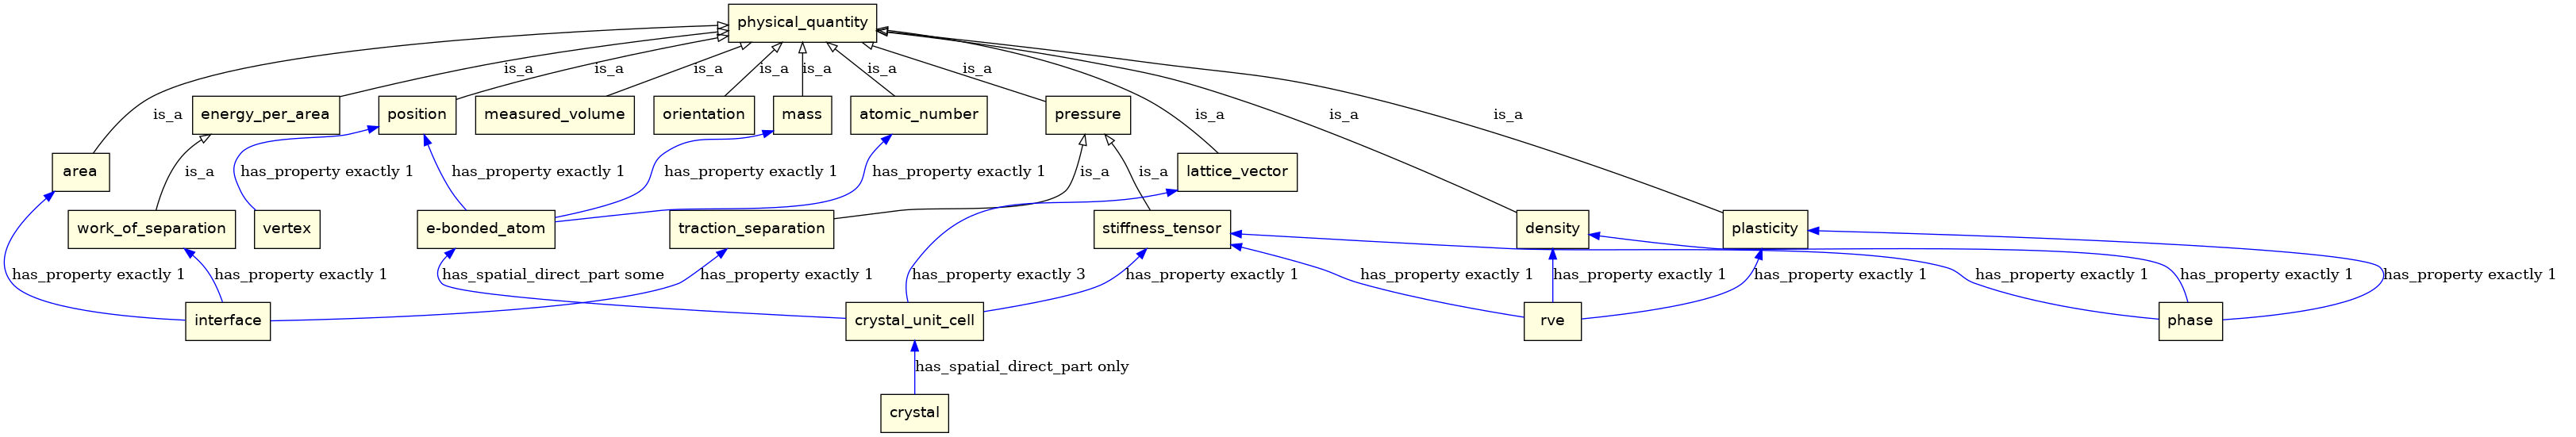 physical_quantity
is_a
is_a
is_a
is_a
is_a
is_a
is_a
energy_per_area
position
measured_volume
orientation
mass
atomic_number
pressure
is_a
is_a
is_a
is_a
area
is_a
has_property exactly 1
has_property exactly 1
has_property exactly 1
has_property exactly 1
is_a
is_a
lattice_vector
work_of_separation
vertex
e-bonded_atom
traction_separation
stiffness_tensor
density
plasticity
has_property exactly 1
has_property exactly 1
has_spatial_direct_part some
has_property exactly 1
has_property exactly 3
has_property exactly 1
has_property exactly 1
has_property exactly 1
has_property exactly 1
has_property exactly 1
has_property exactly 1
has_property exactly 1
interface
crystal_unit_cell
rve
phase
has_spatial_direct_part only
crystal